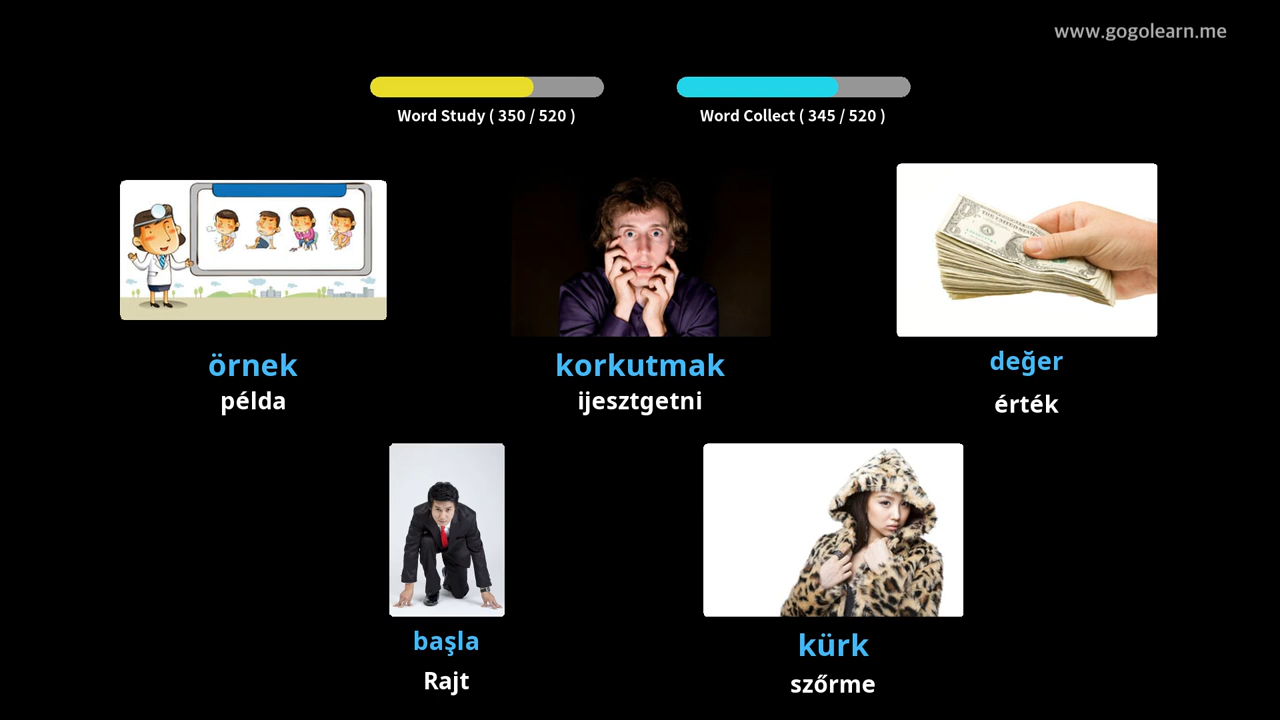 www.gogolearn.me
Word Study ( 350 / 520 )
Word Collect ( 345 / 520 )
örnek
példa
korkutmak
ijesztgetni
değer
érték
başla
Rajt
kürk
szőrme